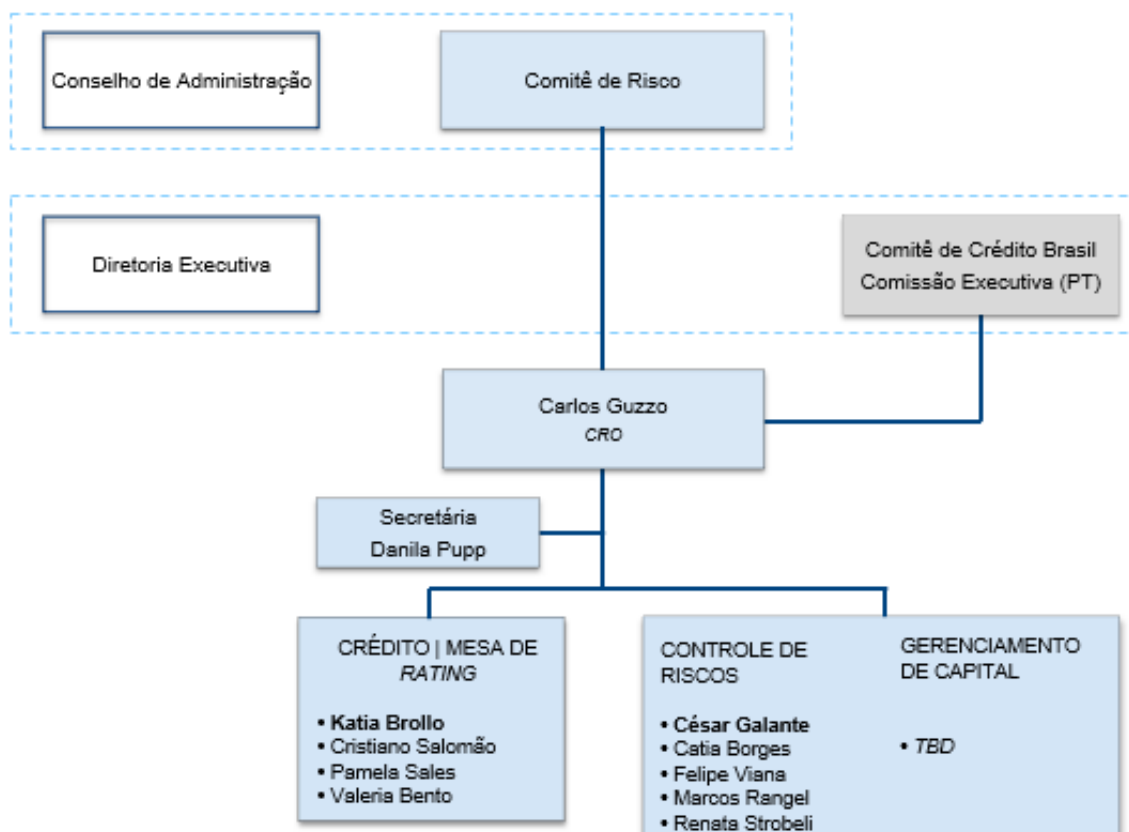 Conselho de Administração
Comitê de Risco
Diretoria Executiva
Comitê de Crédito Brasil
Comissão Executiva (PT)
Carlos Guzzo
CRO
Secretária
Danila Pupp
CRÉDITO | MESA DE
RATING
• Katia Brollo
• Cristiano Salomão
• Pamela Sales
• Valeria Bento
CONTROLE DE
RISCOS
• César Galante
• Catia Borges
• Felipe Viana
• Marcos Rangel
• Renata Strobeli
GERENCIAMENTO
DE CAPITAL
• TBD